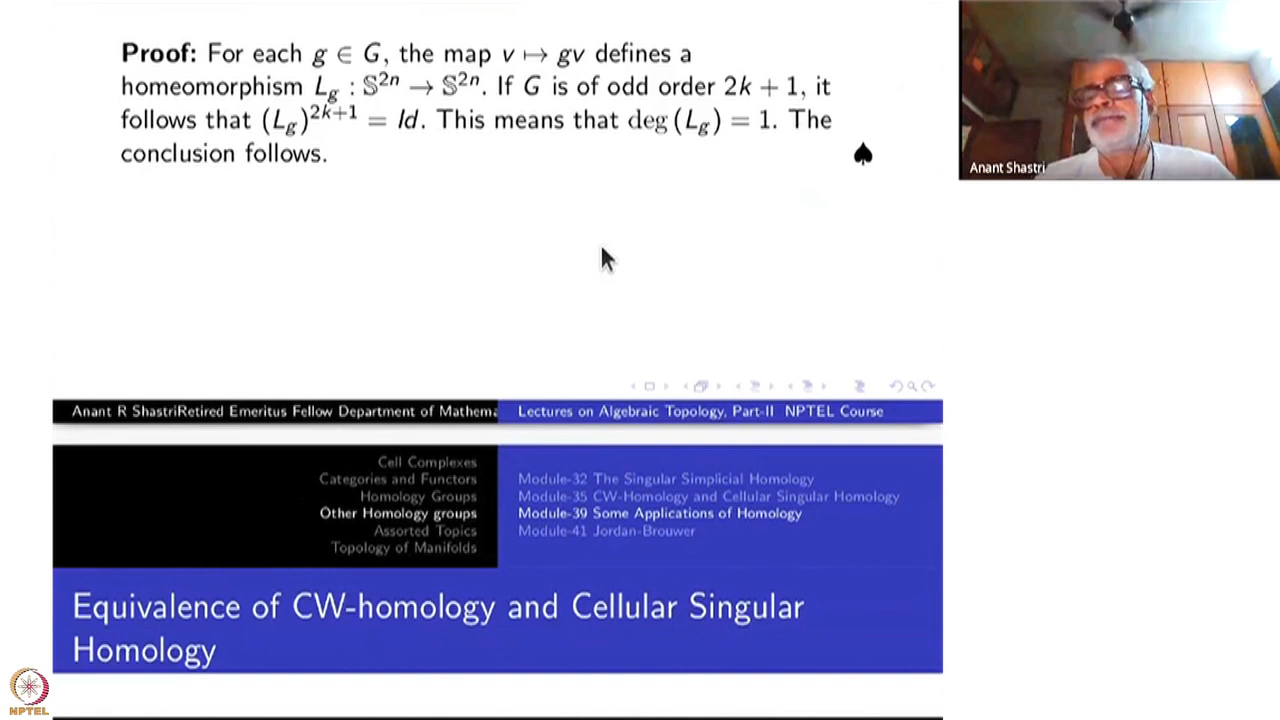 Proof: For each g ∈ G, the map v ↦ gv defines a
homeomorphism L_g : 𝕊^{2n} → 𝕊^{2n}. If G is of odd order 2k + 1, it
follows that (L_g)^{2k+1} = Id. This means that deg (L_g) = 1. The
conclusion follows. ♠
Anant Shastri
Anant R ShastriRetired Emeritus Fellow Department of Mathema
Lectures on Algebraic Topology, Part-II NPTEL Course
Cell Complexes
Categories and Functors
Homology Groups
Other Homology groups
Assorted Topics
Topology of Manifolds
Module-32 The Singular Simplicial Homology
Module-35 CW-Homology and Cellular Singular Homology
Module-39 Some Applications of Homology
Module-41 Jordan-Brouwer
Equivalence of CW-homology and Cellular Singular
Homology
NPTEL